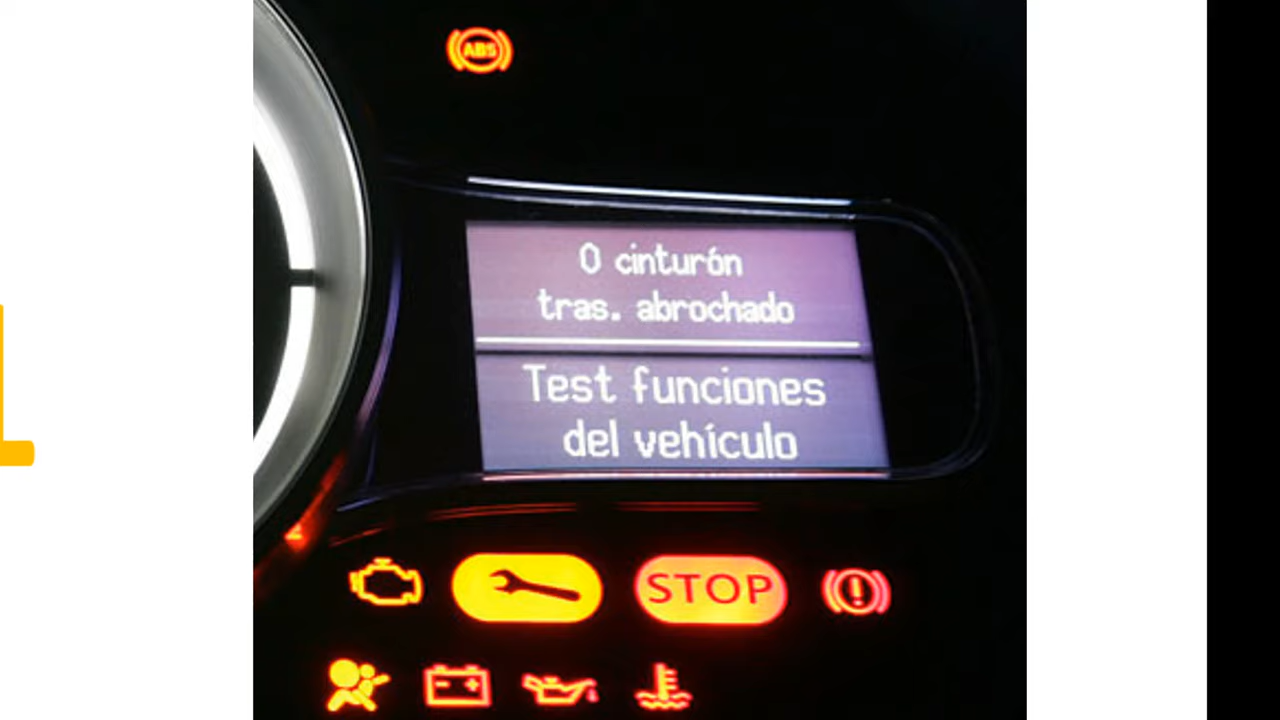 ABS
0 cinturón
tras. abrochado
Test funciones
del vehículo
STOP